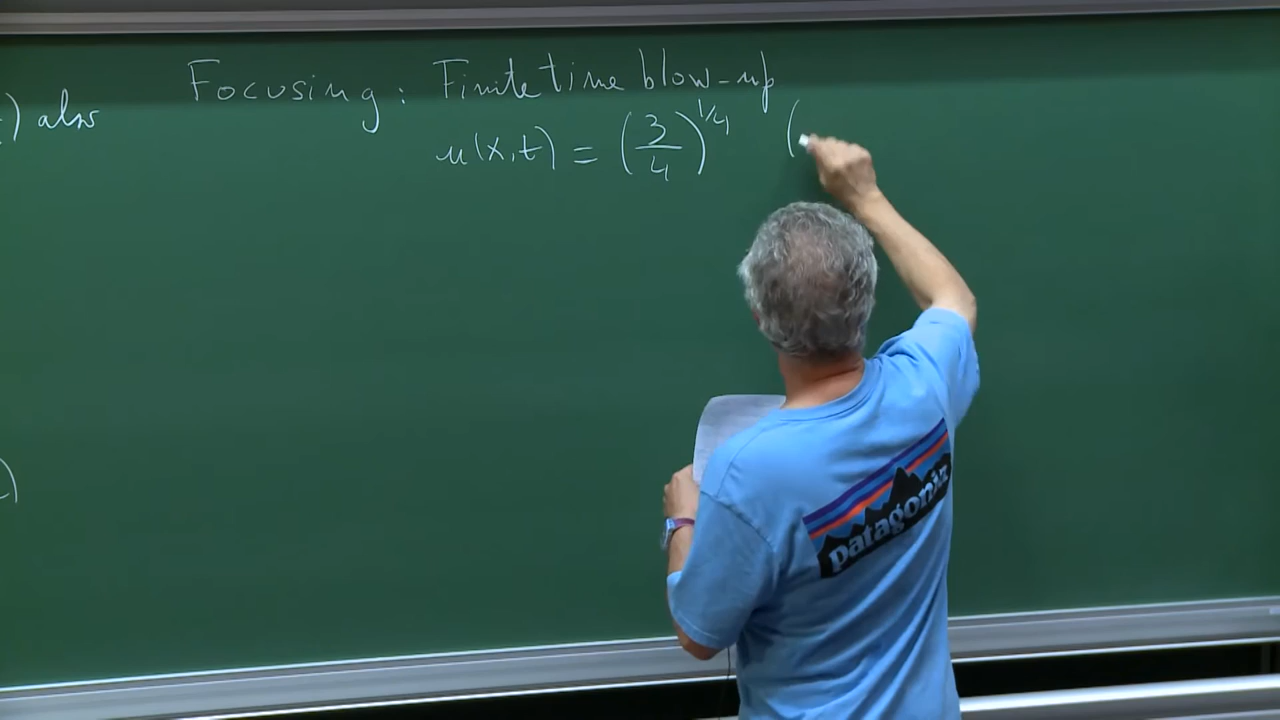 ) also
Focusing: Finite time blow-up
u(x,t) = (3/4)^{1/4} (
)
patagonia